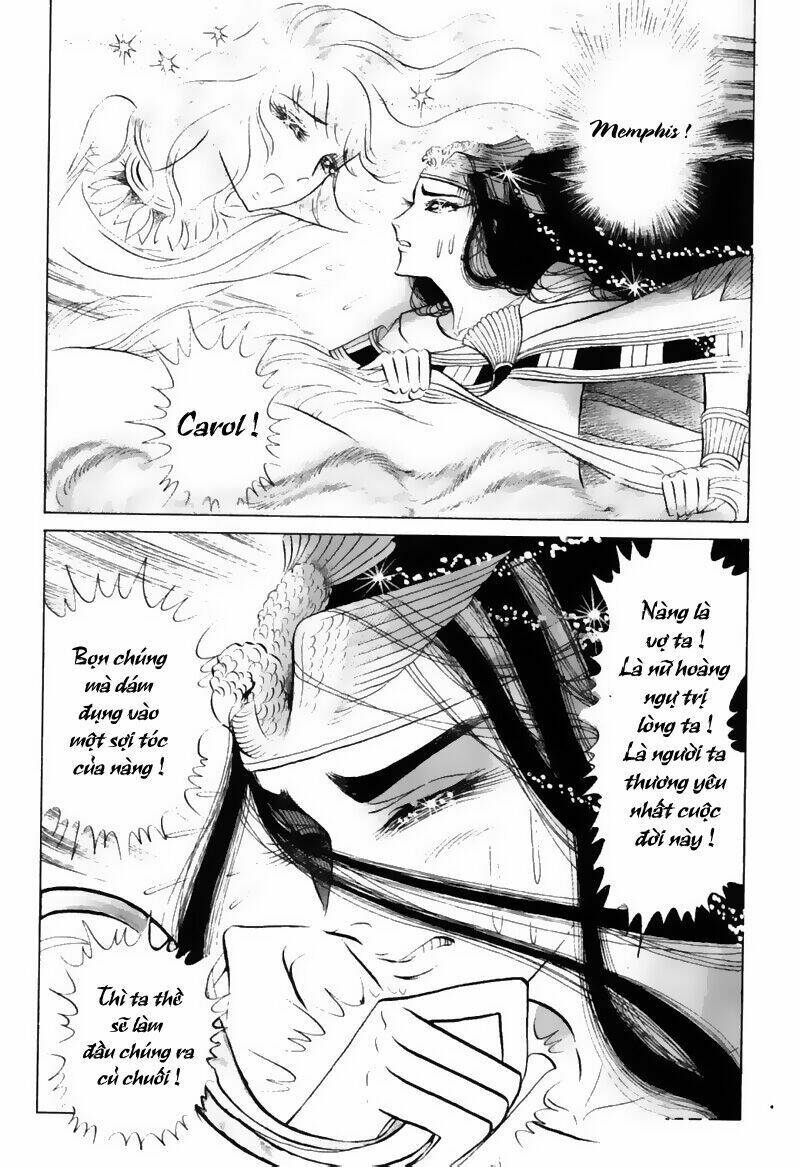 Memphis !
Carol !
Nàng là
vợ ta !
Là nữ hoàng
ngự trị
lòng ta !
Là người ta
thương yêu
nhất cuộc
đời này !
Bọn chúng
mà dám
đụng vào
một sợi tóc
của nàng !
Thì ta thề
sẽ làm
đầu chúng ra
củ chuối !